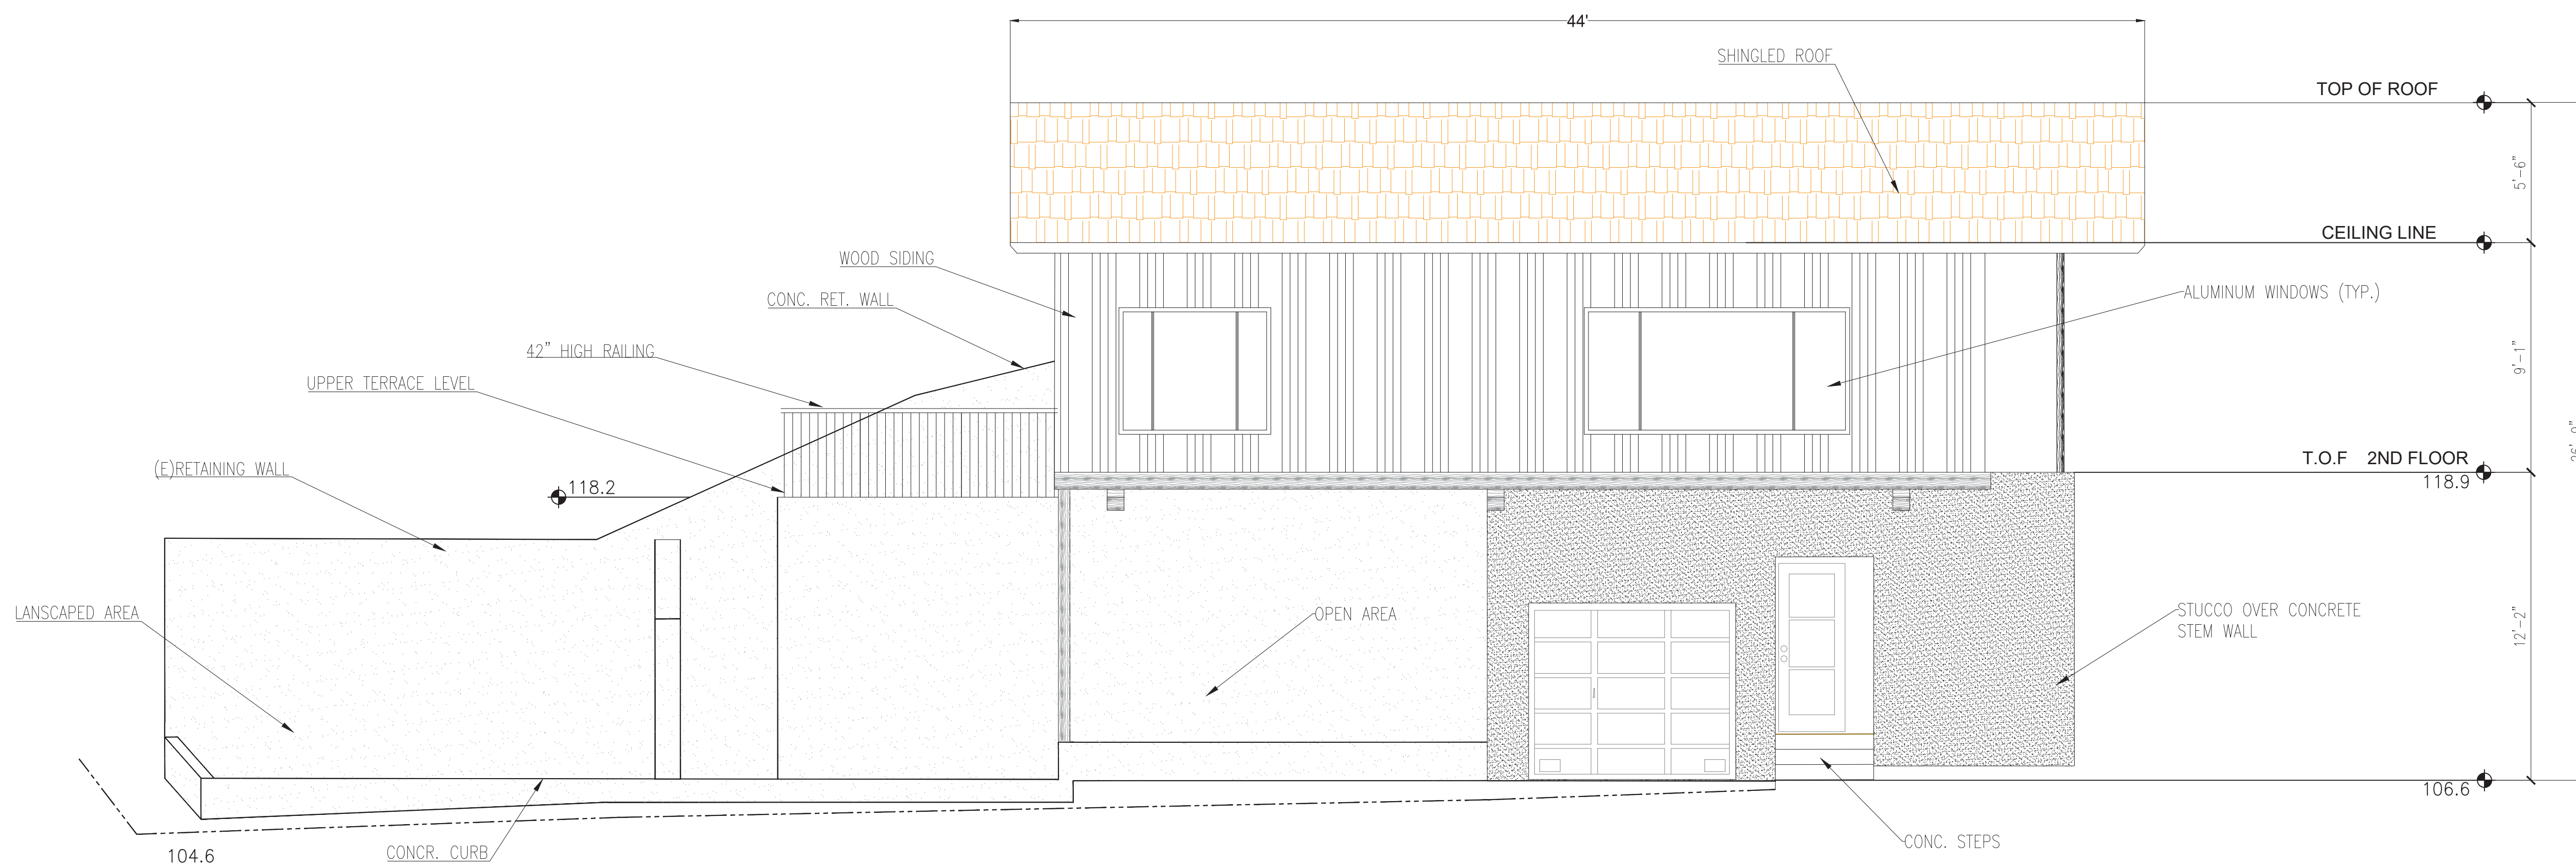 44'
SHINGLED ROOF
TOP OF ROOF
5'-6"
CEILING LINE
WOOD SIDING
CONC. RET. WALL
ALUMINUM WINDOWS (TYP.)
42" HIGH RAILING
9'-1"
UPPER TERRACE LEVEL
T.O.F 2ND FLOOR
118.9
(E)RETAINING WALL
118.2
LANSCAPED AREA
OPEN AREA
STUCCO OVER CONCRETE
STEM WALL
12'-2"
106.6
CONC. STEPS
CONCR. CURB
104.6